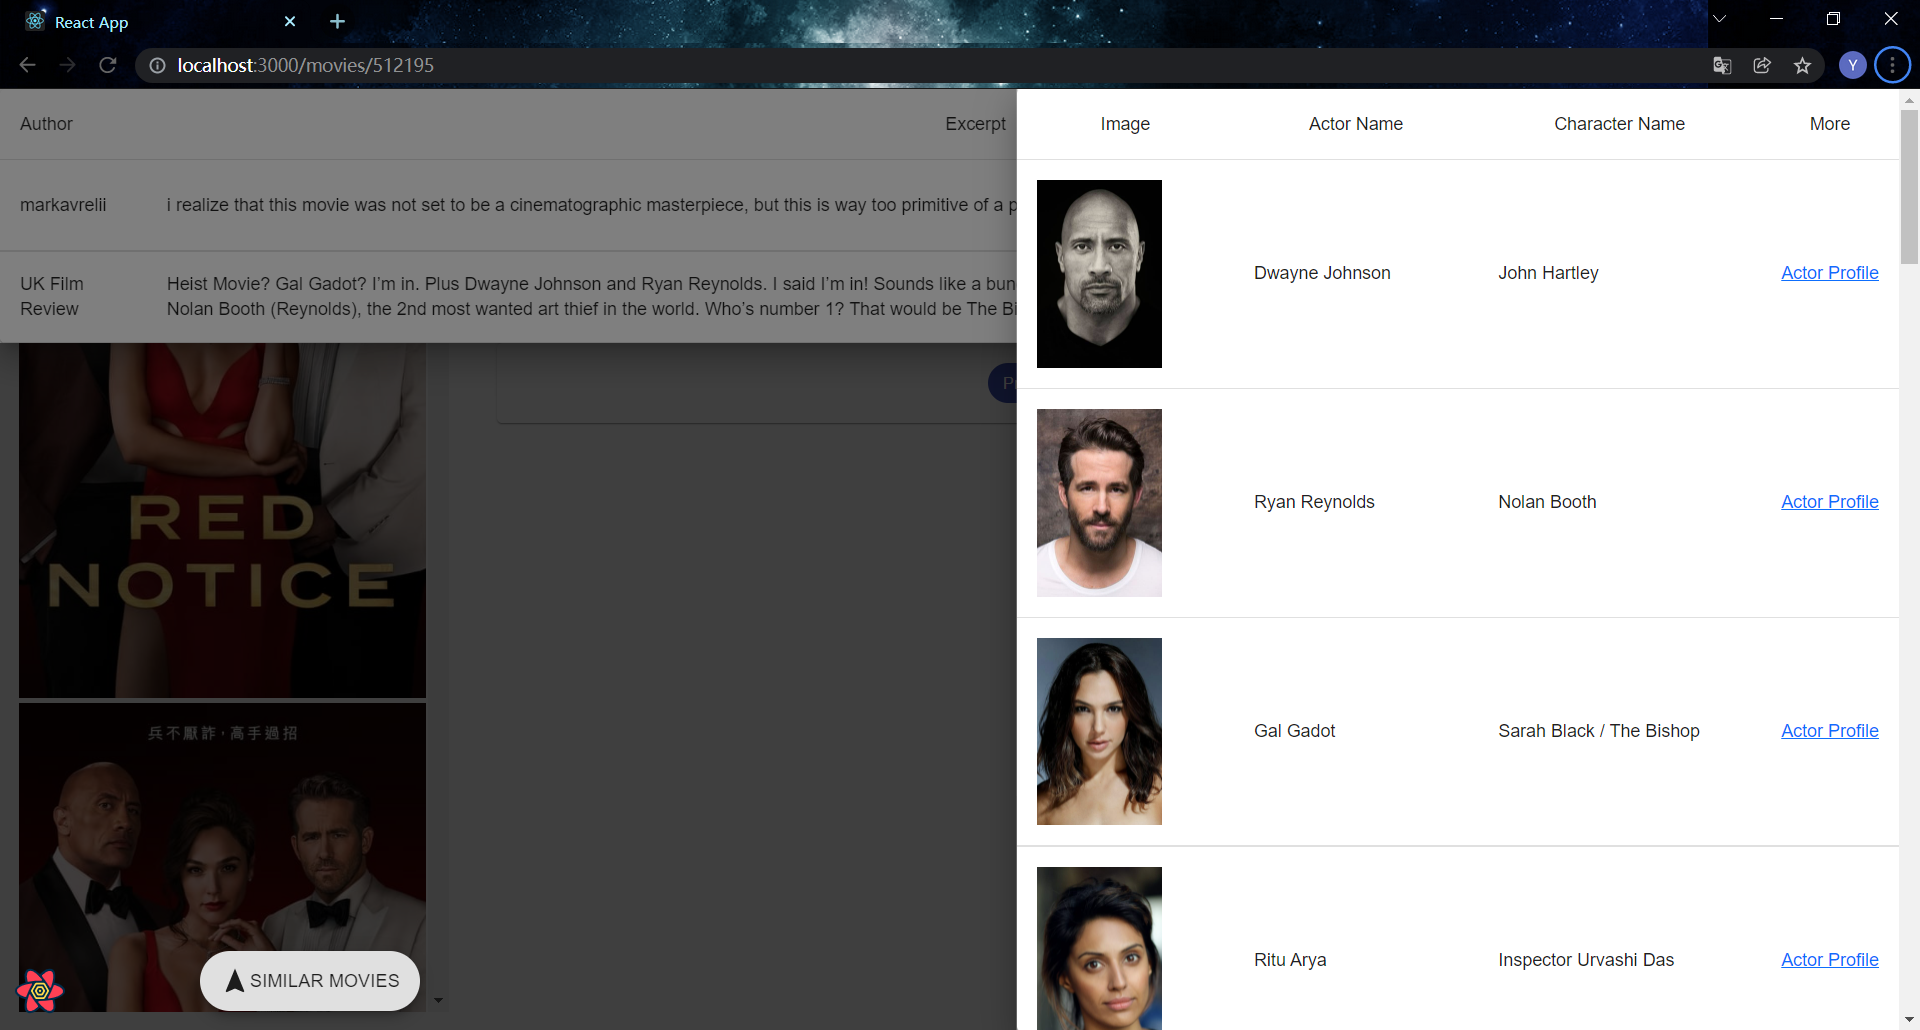 React App
localhost:3000/movies/512195
Y
Author
Excerpt
markavrelii
i realize that this movie was not set to be a cinematographic masterpiece, but this is way too primitive of a p
UK Film
Review
Heist Movie? Gal Gadot? I'm in. Plus Dwayne Johnson and Ryan Reynolds. I said I'm in! Sounds like a bun
Nolan Booth (Reynolds), the 2nd most wanted art thief in the world. Who's number 1? That would be The Bi
RED
NOTICE
兵不厭詐,高手過招
SIMILAR MOVIES
Image
Actor Name
Character Name
More
Dwayne Johnson
John Hartley
Actor Profile
Ryan Reynolds
Nolan Booth
Actor Profile
Gal Gadot
Sarah Black / The Bishop
Actor Profile
Ritu Arya
Inspector Urvashi Das
Actor Profile